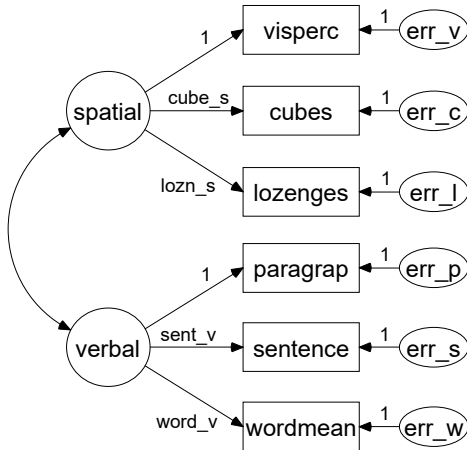 1 visperc 1 err_v
spatial cube_s cubes 1 err_c
lozn_s lozenges 1 err_l
1 paragrap 1 err_p
verbal sent_v sentence 1 err_s
word_v wordmean 1 err_w